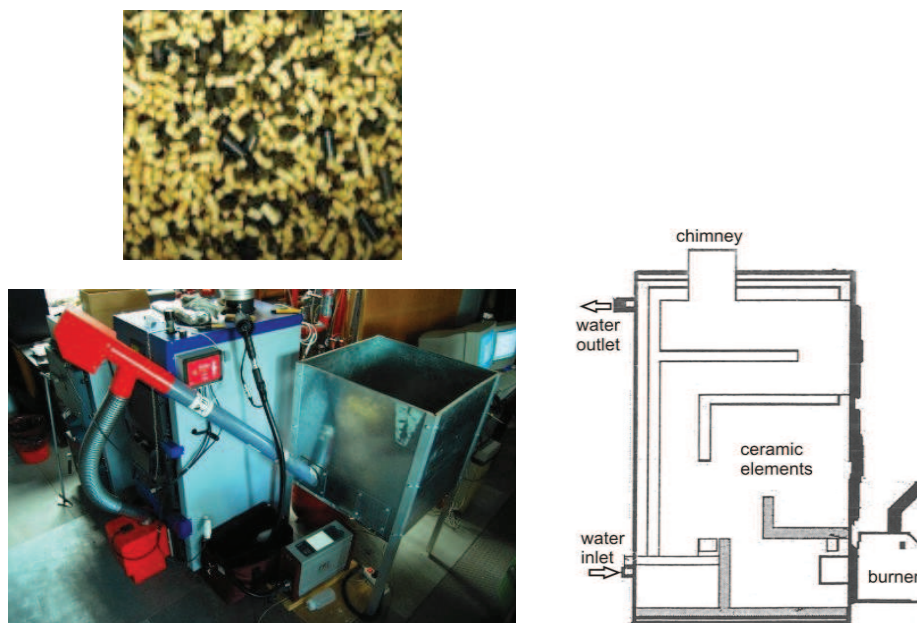 chimney
water
outlet
ceramic
elements
water
inlet
burner